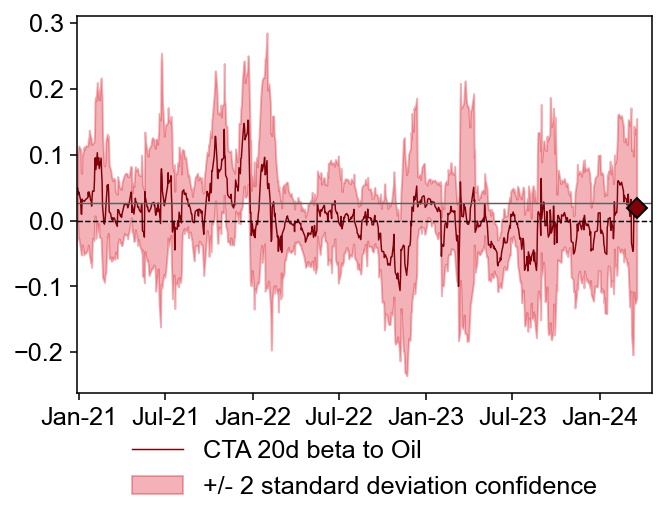 0.3
0.2
0.1
0.0
−0.1
−0.2
Jan-21 Jul-21 Jan-22 Jul-22 Jan-23 Jul-23 Jan-24
CTA 20d beta to Oil
+/- 2 standard deviation confidence